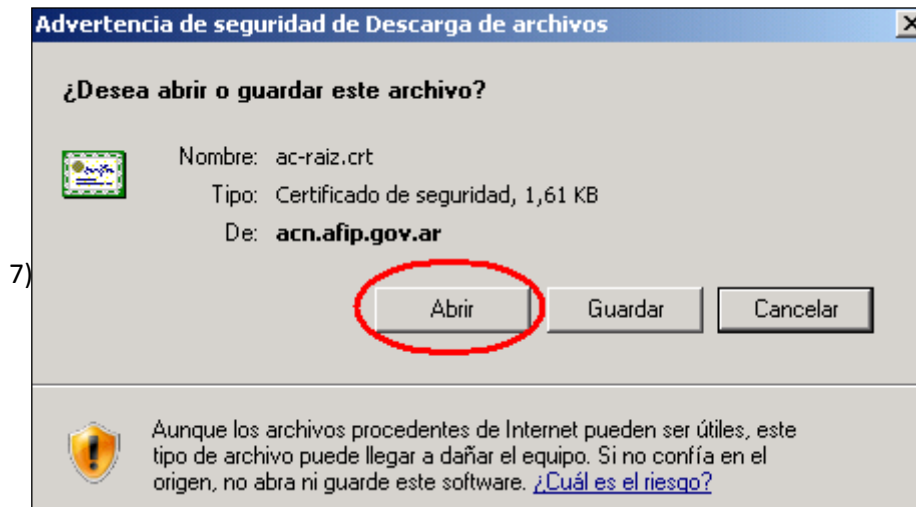 Advertencia de seguridad de Descarga de archivos
¿Desea abrir o guardar este archivo?
Nombre: ac-raiz.crt
Tipo: Certificado de seguridad, 1,61 KB
De: acn.afip.gov.ar
7)
Abrir Guardar Cancelar
Aunque los archivos procedentes de Internet pueden ser útiles, este
tipo de archivo puede llegar a dañar el equipo. Si no confía en el
origen, no abra ni guarde este software. ¿Cuál es el riesgo?